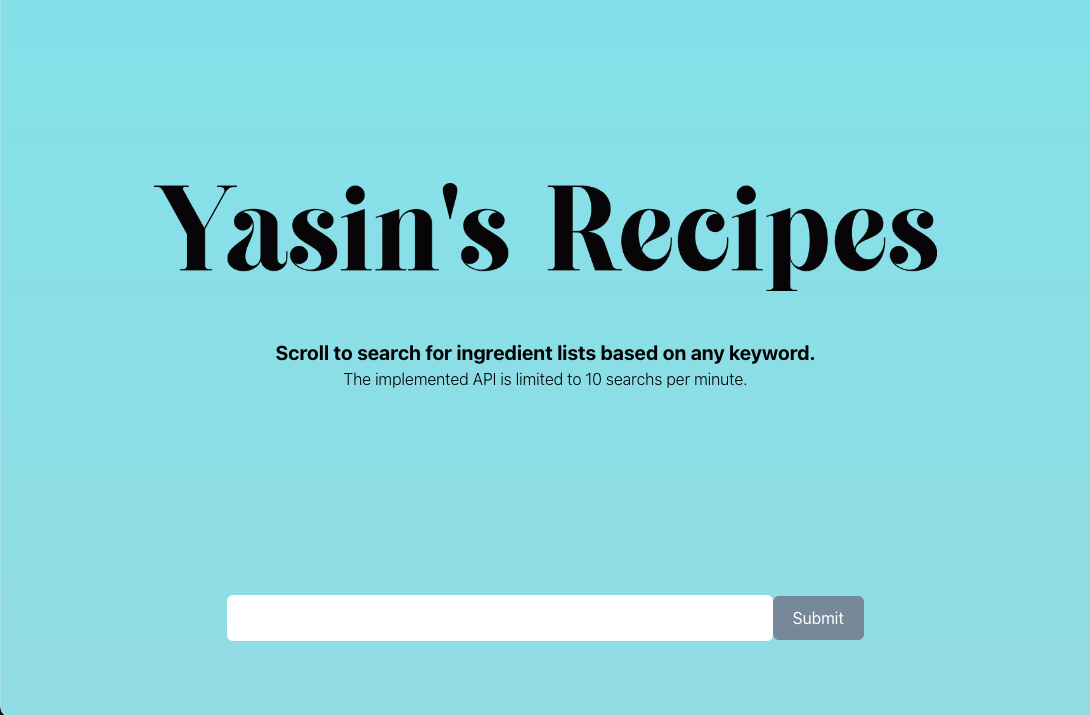 Yasin's Recipes
Scroll to search for ingredient lists based on any keyword.
The implemented API is limited to 10 searchs per minute.
Submit